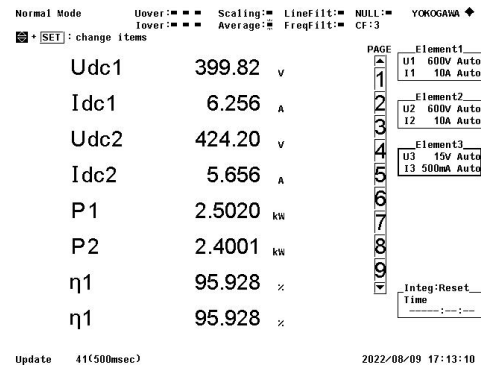 Normal Mode Uover: Scaling: LineFilt: NULL: YOKOGAWA
Iover: Average: FreqFilt: CF:3
+ SET : change items
PAGE
Element1
U1 600V Auto
I1 10A Auto
Element2
U2 600V Auto
I2 10A Auto
Element3
U3 15V Auto
I3 500mA Auto
1
2
3
4
5
6
7
8
9
Udc1 399.82 V
Idc1 6.256 A
Udc2 424.20 V
Idc2 5.656 A
P1 2.5020 kW
P2 2.4001 kW
η1 95.928 %
η1 95.928 %
Integ:Reset
Time
-----:--:--
Update 41(500msec) 2022/08/09 17:13:10